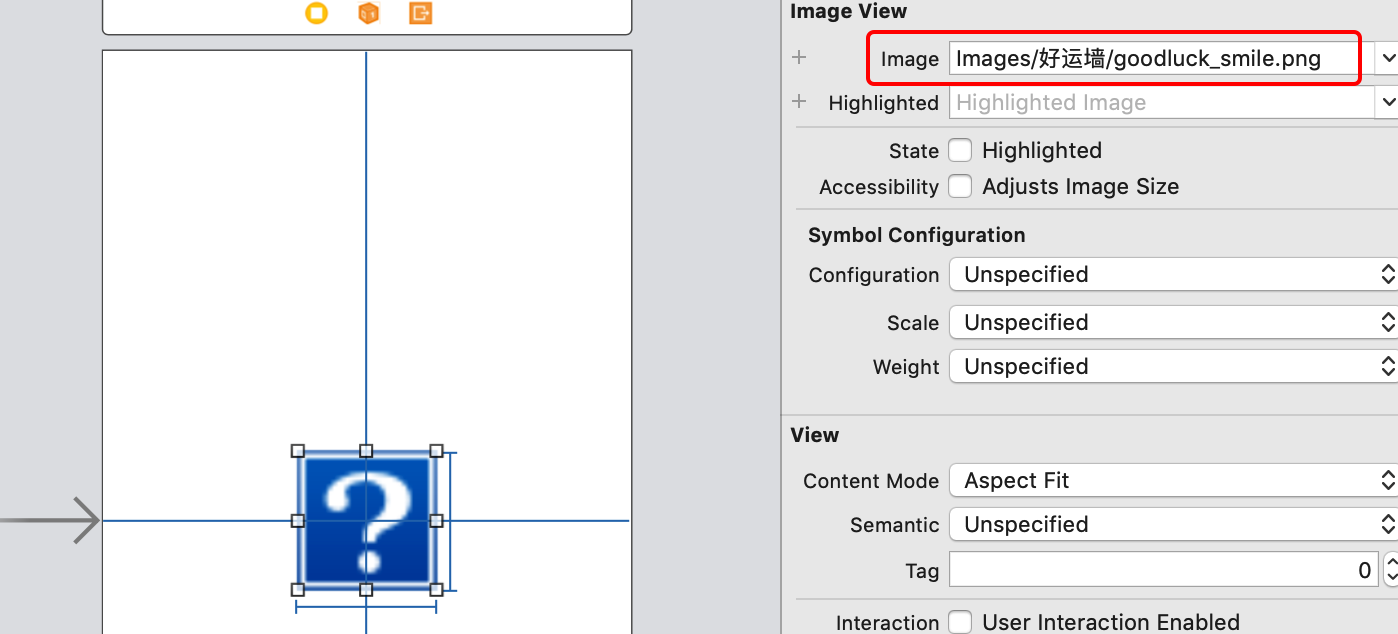 Image View
Image Images/好运墙/goodluck_smile.png
Highlighted Highlighted Image
State Highlighted
Accessibility Adjusts Image Size
Symbol Configuration
Configuration Unspecified
Scale Unspecified
Weight Unspecified
View
Content Mode Aspect Fit
Semantic Unspecified
Tag 0
Interaction User Interaction Enabled
?